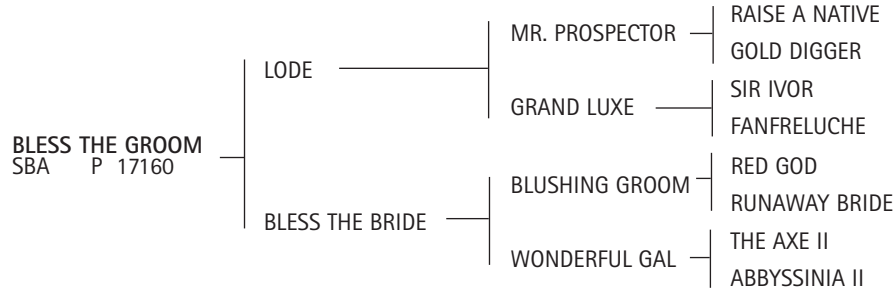 RAISE A NATIVE
MR. PROSPECTOR
GOLD DIGGER
LODE
SIR IVOR
GRAND LUXE
FANFRELUCHE
BLESS THE GROOM
SBA P 17160
RED GOD
BLUSHING GROOM
RUNAWAY BRIDE
BLESS THE BRIDE
THE AXE II
WONDERFUL GAL
ABBYSSINIA II